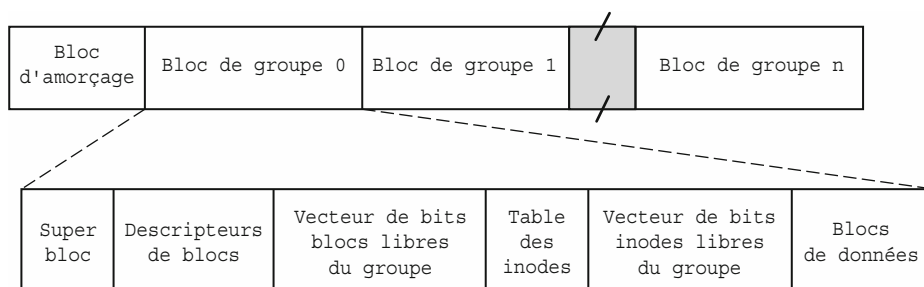 Bloc
d'amorçage
Bloc de groupe 0
Bloc de groupe 1
Bloc de groupe n
Super
bloc
Descripteurs
de blocs
Vecteur de bits
blocs libres
du groupe
Table
des
inodes
Vecteur de bits
inodes libres
du groupe
Blocs
de données